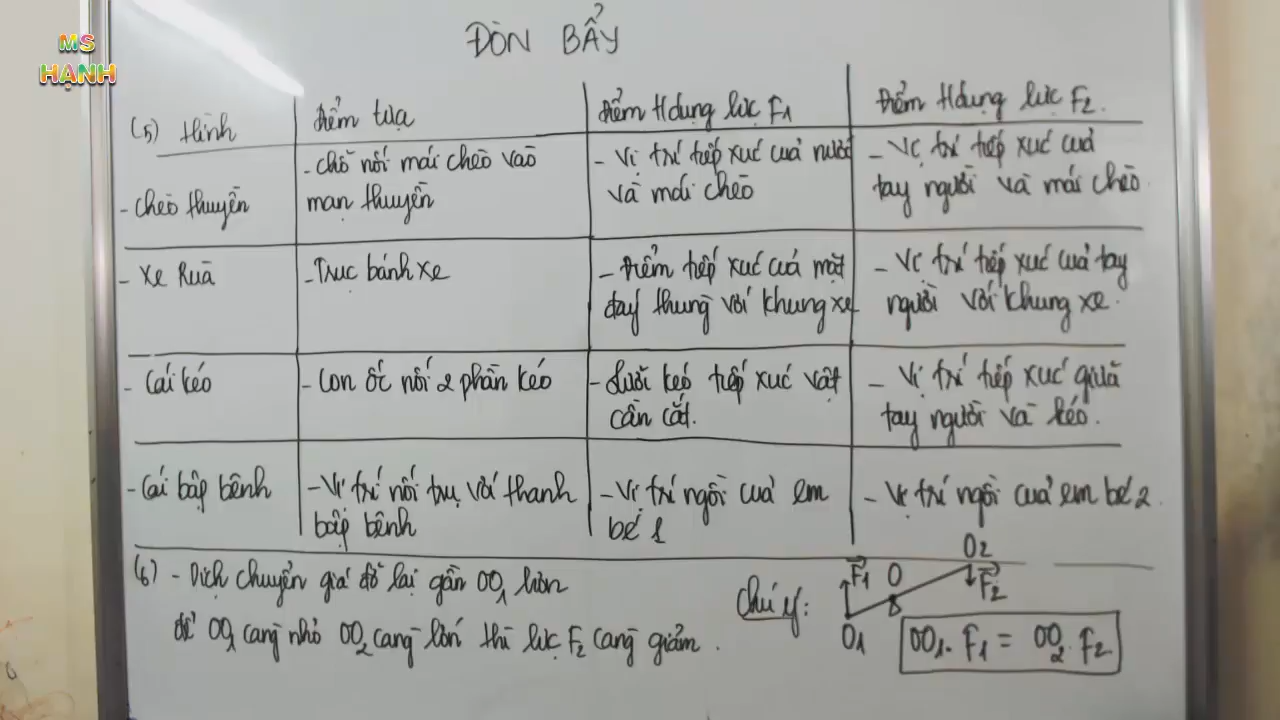 MS
HẠNH
ĐÒN BẨY
(5) Hình
Điểm tựa
Điểm t/dụng lực F1
Điểm t/dụng lực F2.
- Chèo thuyền
- Chỗ nối mái chèo vào
mạn thuyền
- Vị trí tiếp xúc của nước
và mái chèo
- Vị trí tiếp xúc của
tay người và mái chèo.
- Xe Rùa
- Trục bánh xe
- Điểm tiếp xúc của mặt
đáy thùng với khung xe
- Vị trí tiếp xúc của tay
người với khung xe.
- Cái kéo
- Con ốc nối 2 phần kéo
- Lưỡi kéo tiếp xúc vật
cần cắt.
- Vị trí tiếp xúc giữa
tay người và kéo.
- Cái bập bênh
- Vị trí nối trụ với thanh
bập bênh
- Vị trí ngồi của em
bé 1
- Vị trí ngồi của em bé 2.
(6) - Dịch chuyển giá đỡ lại gần OO1 hơn
để OO1 càng nhỏ OO2 càng lớn thì lực F2 càng giảm.
Chú ý:
F1
O
O2
F2
O1
OO1. F1 = OO2. F2